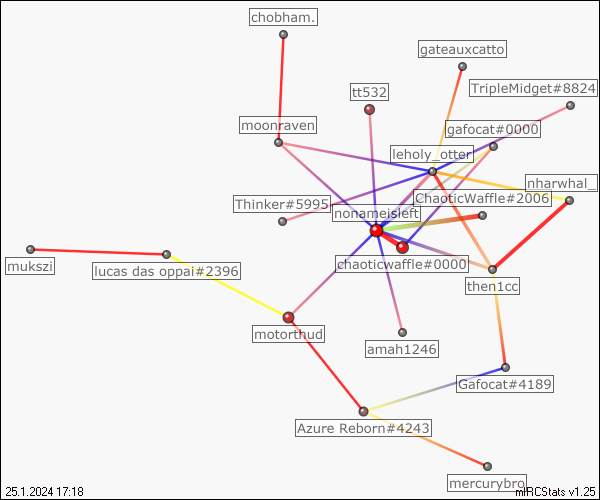 chobham.
gateauxcatto
tt532
TripleMidget#8824
moonraven
gafocat#0000
leholy_otter
nharwhal_
Thinker#5995
ChaoticWaffle#2006
nonameisleft
mukszi
lucas das oppai#2396
chaoticwaffle#0000
then1cc
motorthud
amah1246
Gafocat#4189
Azure Reborn#4243
mercurybro
25.1.2024 17:18
mIRCStats v1.25